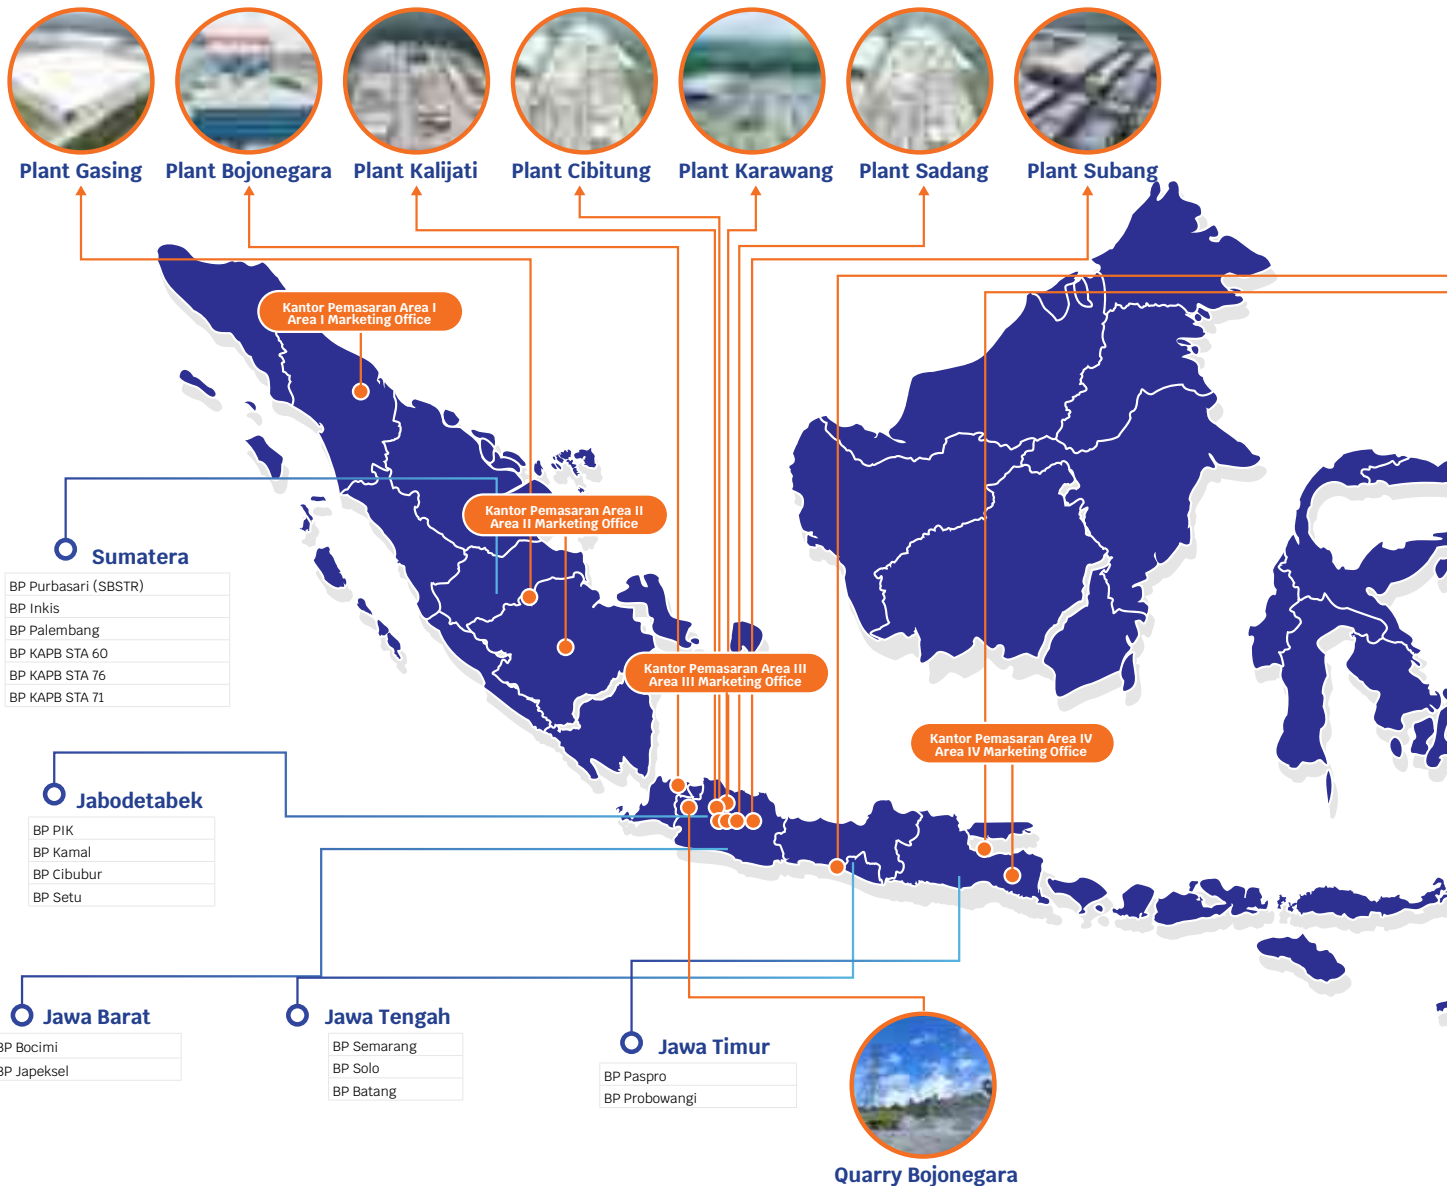 Plant Gasing
Plant Bojonegara
Plant Kalijati
Plant Cibitung
Plant Karawang
Plant Sadang
Plant Subang
Kantor Pemasaran Area I
Area I Marketing Office
Kantor Pemasaran Area II
Area II Marketing Office
Sumatera
BP Purbasari (SBSTR)
BP Inkis
BP Palembang
BP KAPB STA 60
BP KAPB STA 76
BP KAPB STA 71
Kantor Pemasaran Area III
Area III Marketing Office
Kantor Pemasaran Area IV
Area IV Marketing Office
Jabodetabek
BP PIK
BP Kamal
BP Cibubur
BP Setu
Jawa Barat
BP Bocimi
BP Japeksel
Jawa Tengah
BP Semarang
BP Solo
BP Batang
Jawa Timur
BP Paspro
BP Probowangi
Quarry Bojonegara